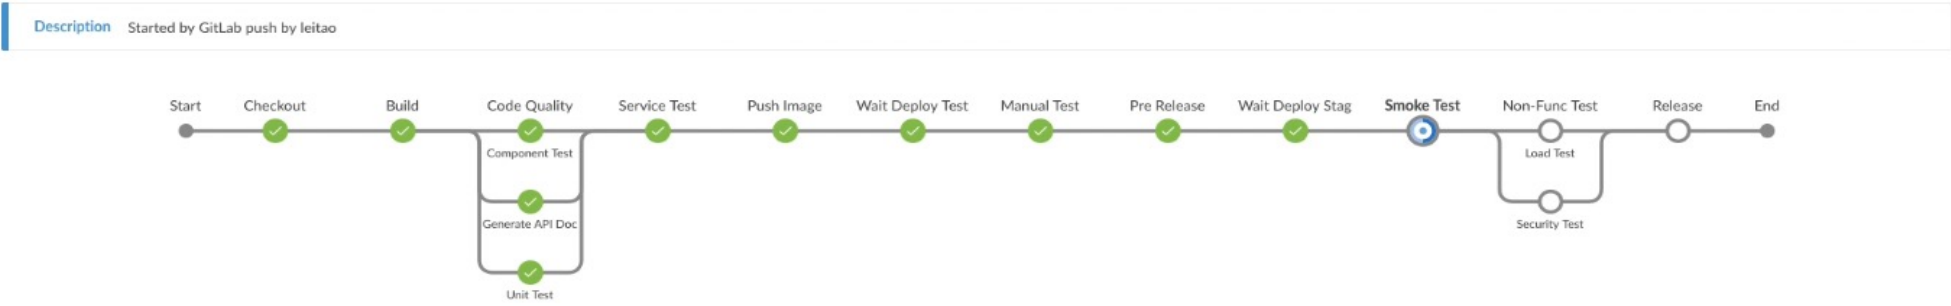 Description Started by GitLab push by leitao
Start Checkout Build Code Quality Service Test Push Image Wait Deploy Test Manual Test Pre Release Wait Deploy Stag Smoke Test Non-Func Test Release End
Component Test Load Test
Generate API Doc Security Test
Unit Test